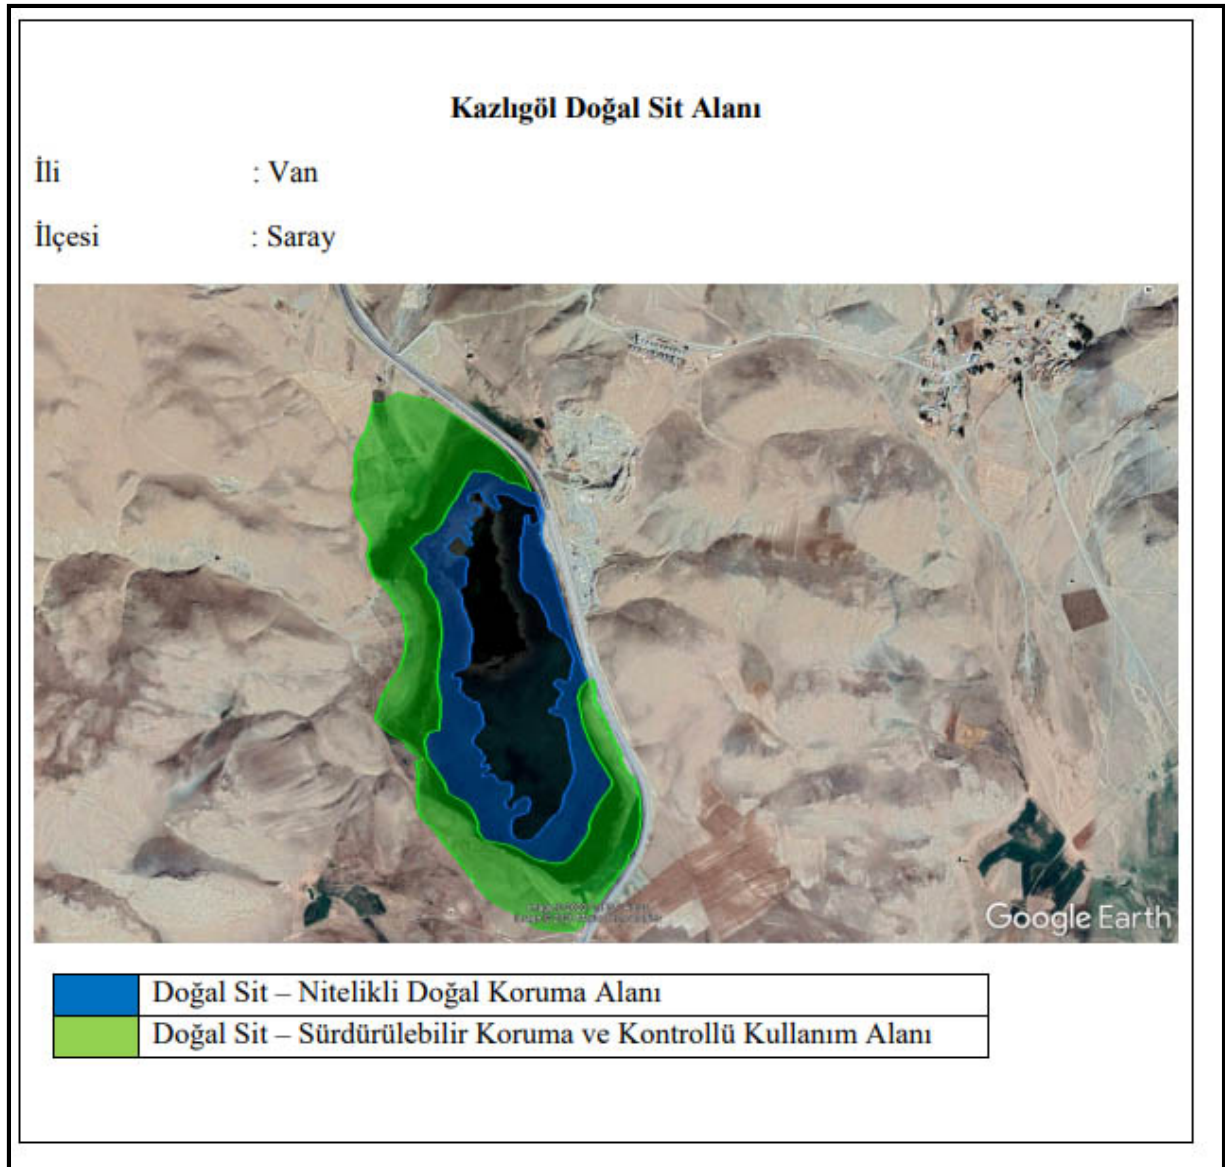 Kazlıgöl Doğal Sit Alanı
İli : Van
İlçesi : Saray
Google Earth
Doğal Sit – Nitelikli Doğal Koruma Alanı
Doğal Sit – Sürdürülebilir Koruma ve Kontrollü Kullanım Alanı